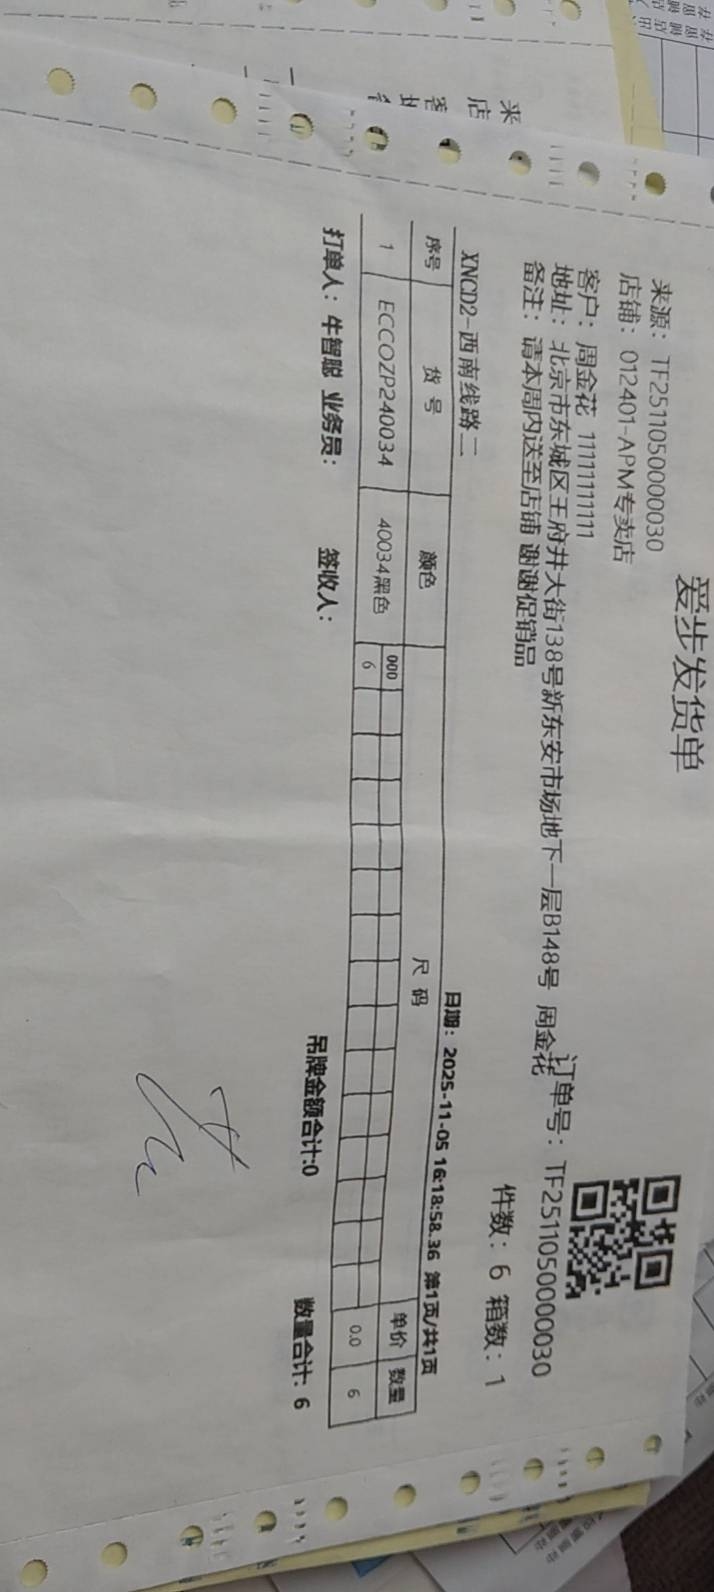 爱步发货单
来源：TF2511050000030
店铺：012401-APM专卖店
客户：周金花 11111111111
订单号：TF2511050000030
地址：北京市东城区王府井大街138号新东安市场地下一层B148号 周金花
备注：请本周内送至店铺 谢谢促销品
件数：6 箱数：1
XNCD2-西南线路二
日期：2025-11-05 16:18:58.36 第1页/共1页
序号 货号 颜色 尺码 单价 数量
000
1 ECCOZP240034 40034黑色 6 0.0 6
打单人：牛智聪 业务员： 签收人： 吊牌金额合计:0 数量合计: 6
来
店